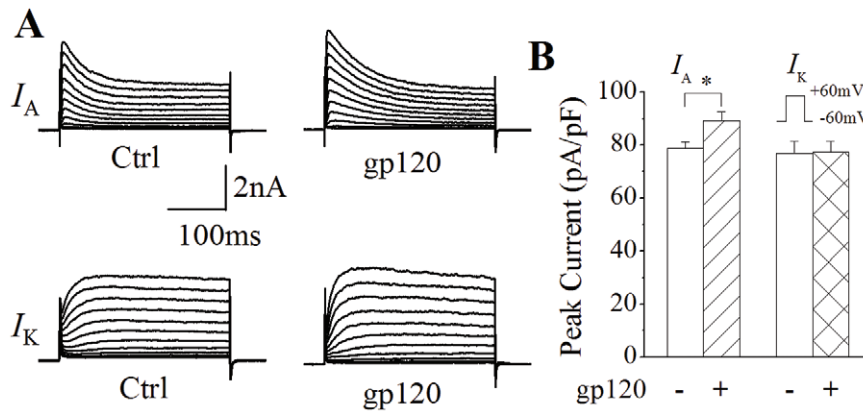 A
I_A
Ctrl
gp120
2nA
100ms
I_K
Ctrl
gp120
B
I_A
*
I_K
+60mV
-60mV
Peak Current (pA/pF)
100
80
60
40
20
0
gp120 - + - +